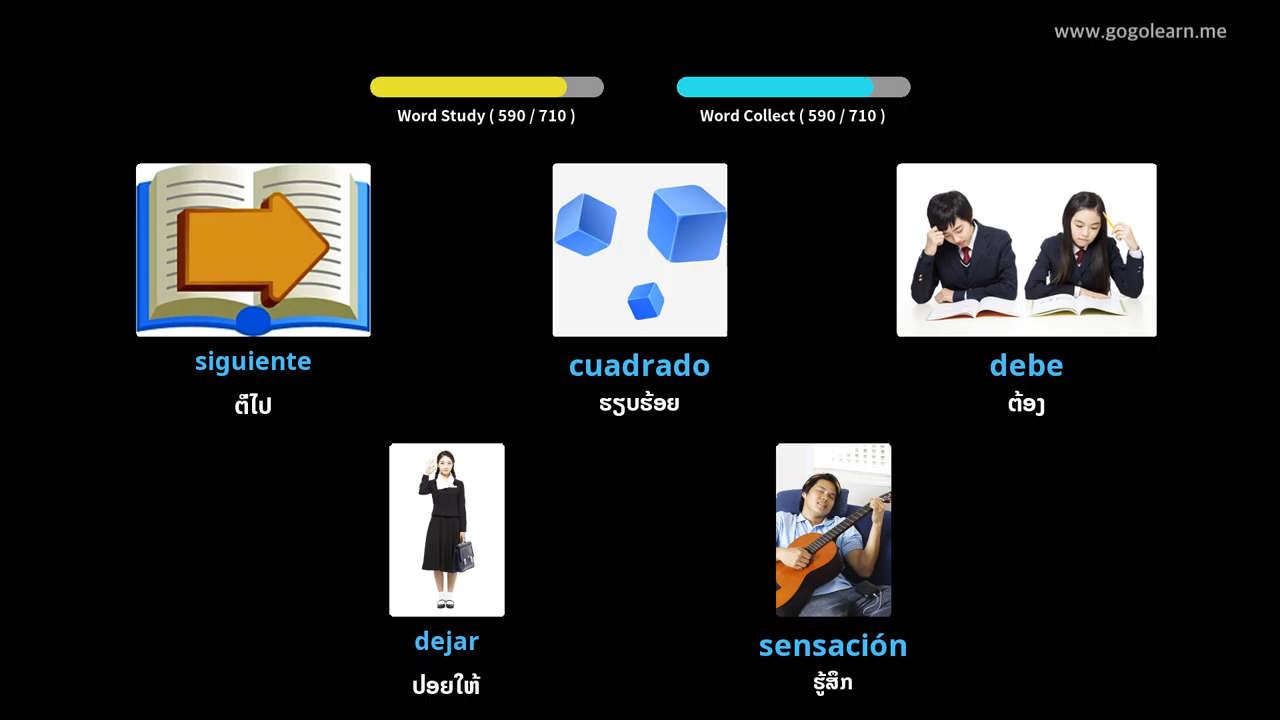 www.gogolearn.me
Word Study ( 590 / 710 )
Word Collect ( 590 / 710 )
siguiente
ຕໍ່ໄປ
cuadrado
ຮຽບຮ້ອຍ
debe
ຕ້ອງ
dejar
ປ່ອຍໃຫ້
sensación
ຮູ້ສຶກ